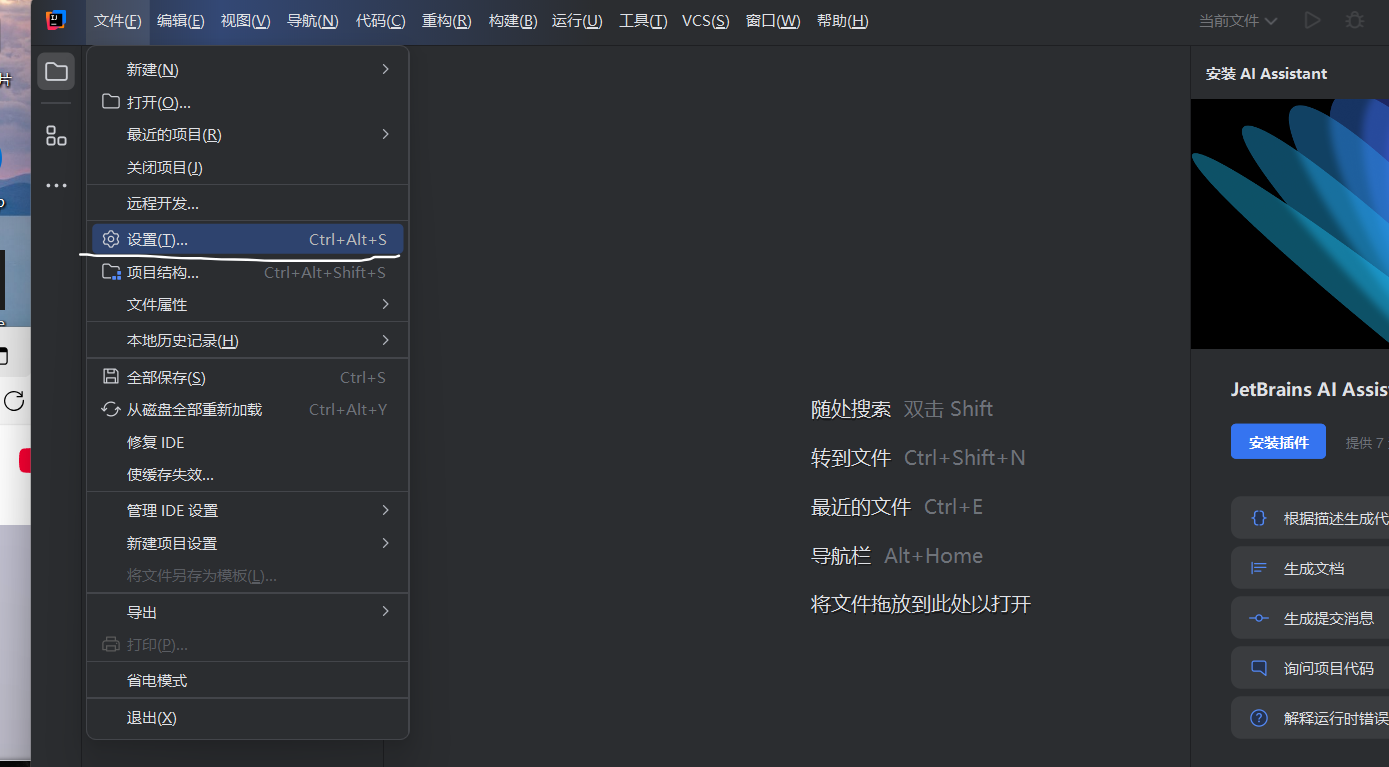 文件(F) 编辑(E) 视图(V) 导航(N) 代码(C) 重构(R) 构建(B) 运行(U) 工具(T) VCS(S) 窗口(W) 帮助(H) 当前文件
新建(N)
打开(O)...
最近的项目(R)
关闭项目(J)
远程开发...
设置(T)... Ctrl+Alt+S
项目结构... Ctrl+Alt+Shift+S
文件属性
本地历史记录(H)
全部保存(S) Ctrl+S
从磁盘全部重新加载 Ctrl+Alt+Y
修复 IDE
使缓存失效...
管理 IDE 设置
新建项目设置
将文件另存为模板(L)...
导出
打印(P)...
省电模式
退出(X)
随处搜索 双击 Shift
转到文件 Ctrl+Shift+N
最近的文件 Ctrl+E
导航栏 Alt+Home
将文件拖放到此处以打开
安装 AI Assistant
JetBrains AI Assis
安装插件 提供 7
根据描述生成代
生成文档
生成提交消息
询问项目代码
解释运行时错误
片